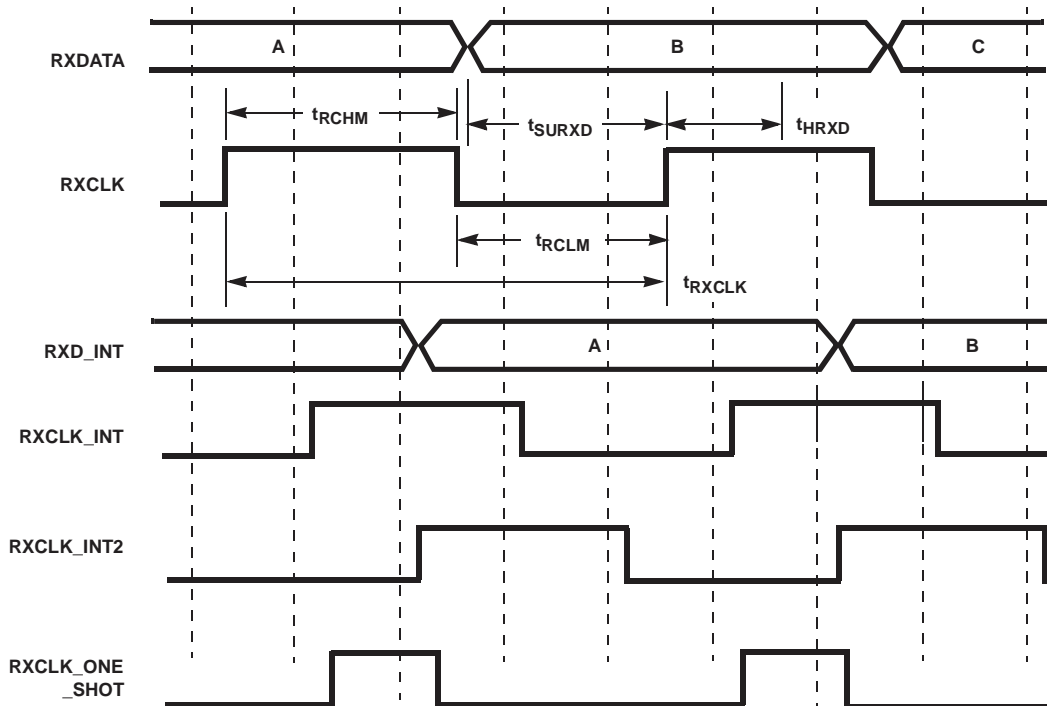 RXDATA
A
B
C
tRCHM
tSURXD
tHRXD
RXCLK
tRCLM
tRXCLK
RXD_INT
A
B
RXCLK_INT
RXCLK_INT2
RXCLK_ONE
_SHOT